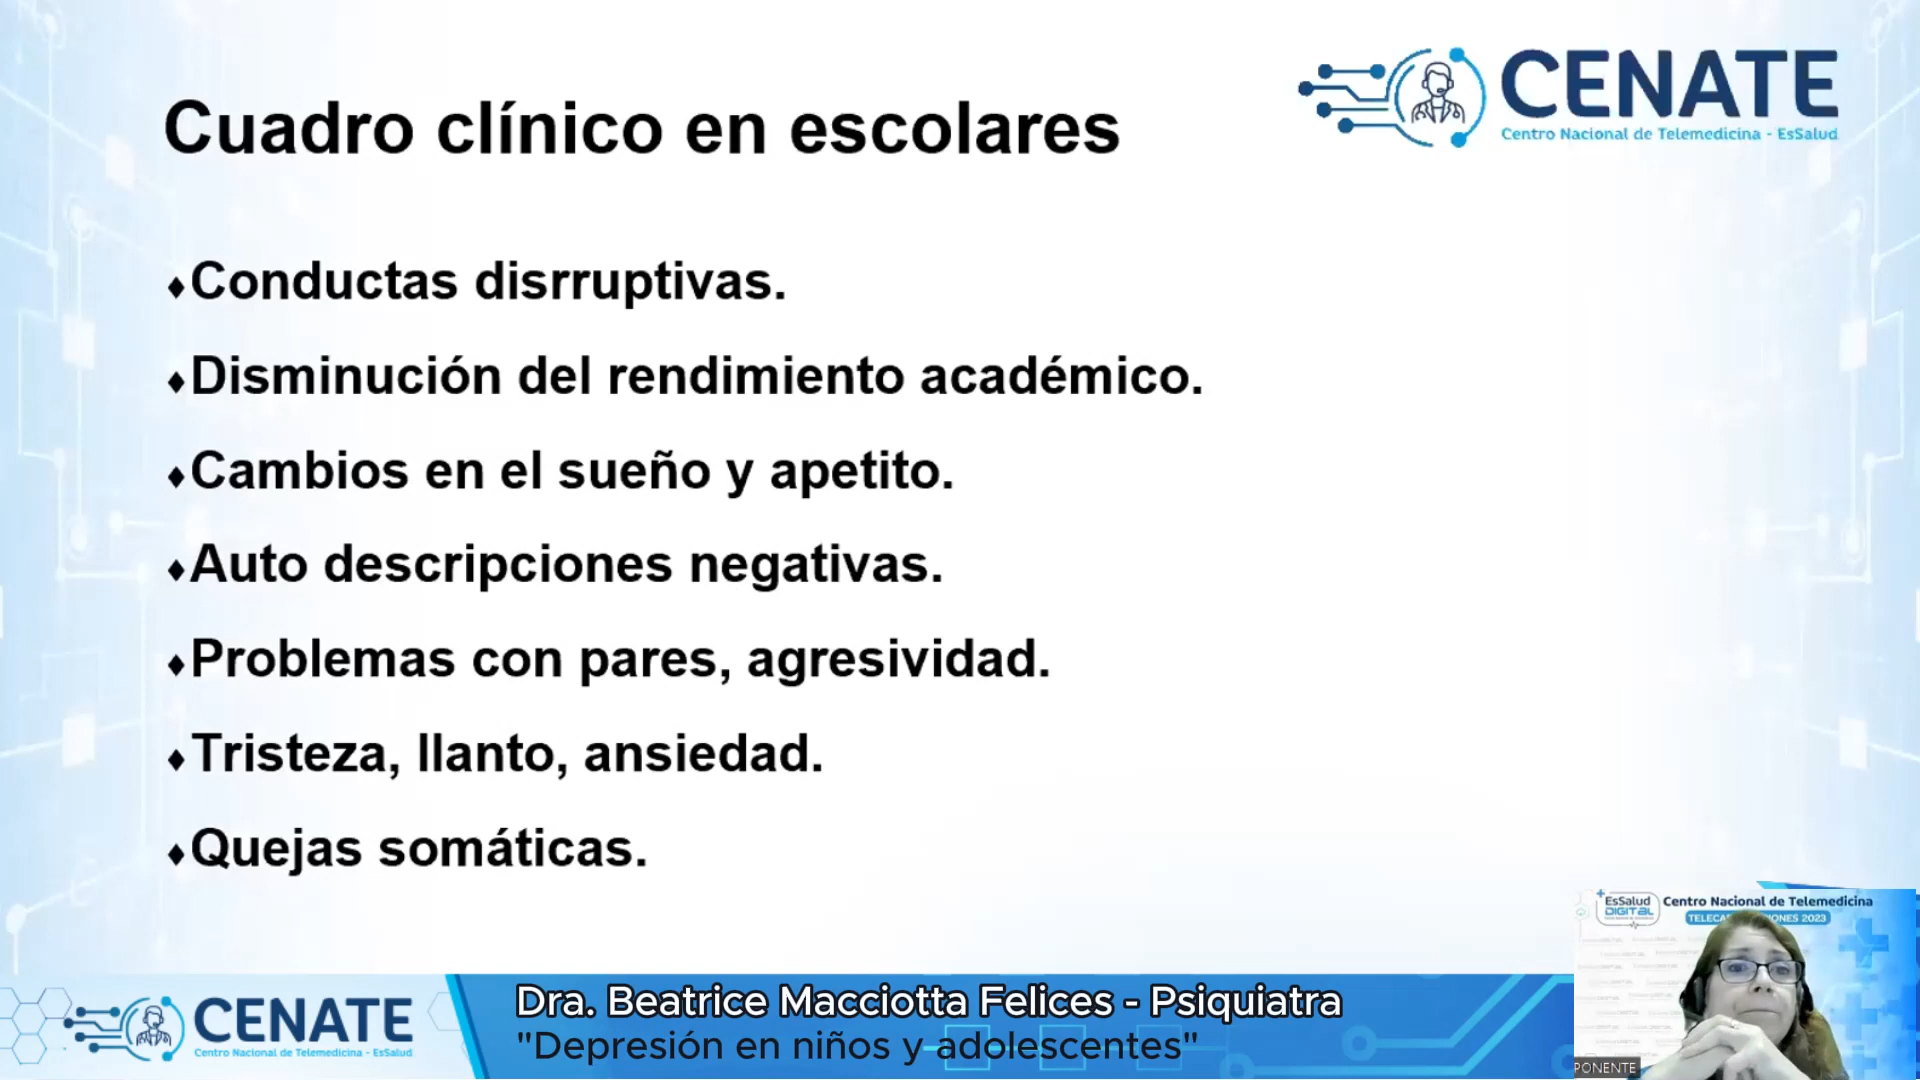 CENATE
Centro Nacional de Telemedicina - EsSalud
Cuadro clínico en escolares
♦Conductas disrruptivas.
♦Disminución del rendimiento académico.
♦Cambios en el sueño y apetito.
♦Auto descripciones negativas.
♦Problemas con pares, agresividad.
♦Tristeza, llanto, ansiedad.
♦Quejas somáticas.
EsSalud
DIGITAL
Centro Nacional de Telemedicina
2023
PONENTE
CENATE
Centro Nacional de Telemedicina - EsSalud
Dra. Beatrice Macciotta Felices - Psiquiatra
"Depresión en niños y adolescentes"